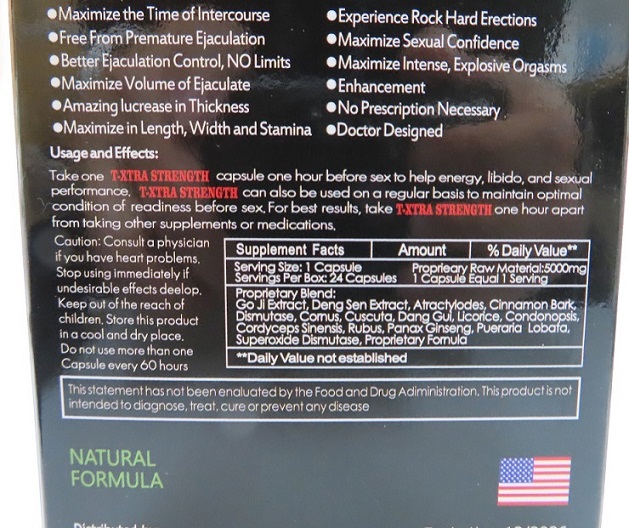 ●Maximize the Time of Intercourse
●Free From Premature Ejaculation
●Better Ejaculation Control, NO Limits
●Maximize Volume of Ejaculate
●Amazing Iucrease in Thickness
●Maximize in Length, Width and Stamina
●Experience Rock Hard Erections
●Maximize Sexual Confidence
●Maximize Intense, Explosive Orgasms
●Enhancement
●No Prescription Necessary
●Doctor Designed
Usage and Effects:
Take one T-XTRA STRENGTH capsule one hour before sex to help energy, libido, and sexual
performance. T-XTRA STRENGTH can also be used on a regular basis to maintain optimal
condition of readiness before sex. For best results, take T-XTRA STRENGTH one hour apart
from taking other supplements or medications.
Caution: Consult a physician
if you have heart problems.
Stop using immediately if
undesirable effects deelop.
Keep out of the reach of
children. Store this product
in a cool and dry place.
Do not use more than one
Capsule every 60 hours
Supplement Facts Amount % Daily Value**
Serving Size: 1 Capsule Proprieary Raw Material:5000mg
Servings Per Box: 24 Capsules 1 Capsule Equal 1 Serving
Proprietary Blend:
Go Ji Extract, Deng Sen Extract, Atractylodes, Cinnamon Bark,
Dismutase, Cornus, Cuscuta, Dang Gui, Licorice, Condonopsis,
Cordyceps Sinensis, Rubus, Panax Ginseng, Pueraria Lobata,
Superoxide Dismutase, Proprietary Fornula
**Daily Value not established
This statement has not been enaluated by the Food and Drug Adiministration. This product is not
intended to diagnose, treat, cure or prevent any disease
NATURAL
FORMULA